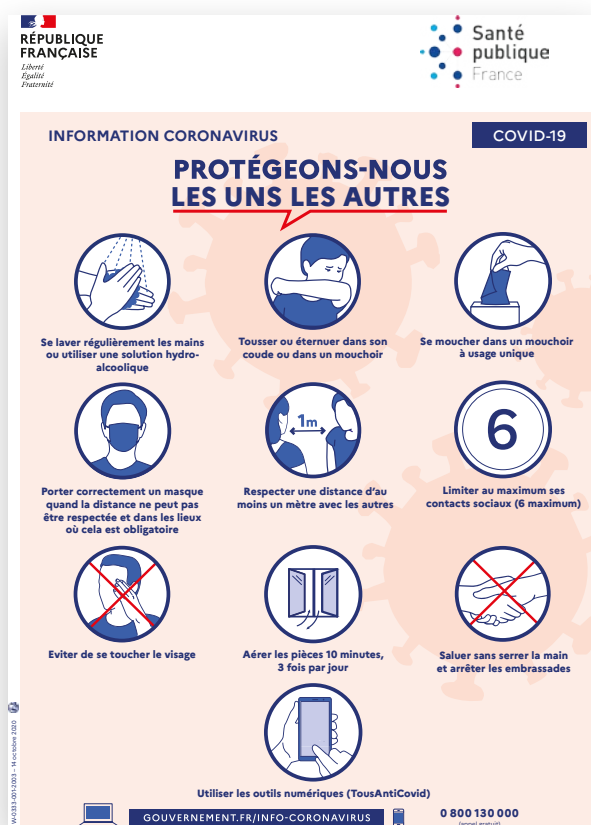 RÉPUBLIQUE
FRANÇAISE
Liberté
Égalité
Fraternité
Santé
publique
France
INFORMATION CORONAVIRUS
COVID-19
PROTÉGEONS-NOUS
LES UNS LES AUTRES
Se laver régulièrement les mains
ou utiliser une solution hydro-
alcoolique
Tousser ou éternuer dans son
coude ou dans un mouchoir
Se moucher dans un mouchoir
à usage unique
1m
6
Porter correctement un masque
quand la distance ne peut pas
être respectée et dans les lieux
où cela est obligatoire
Respecter une distance d'au
moins un mètre avec les autres
Limiter au maximum ses
contacts sociaux (6 maximum)
Eviter de se toucher le visage
Aérer les pièces 10 minutes,
3 fois par jour
Saluer sans serrer la main
et arrêter les embrassades
Utiliser les outils numériques (TousAntiCovid)
GOUVERNEMENT.FR/INFO-CORONAVIRUS
0 800 130 000
(appel gratuit)
14 octobre 2020